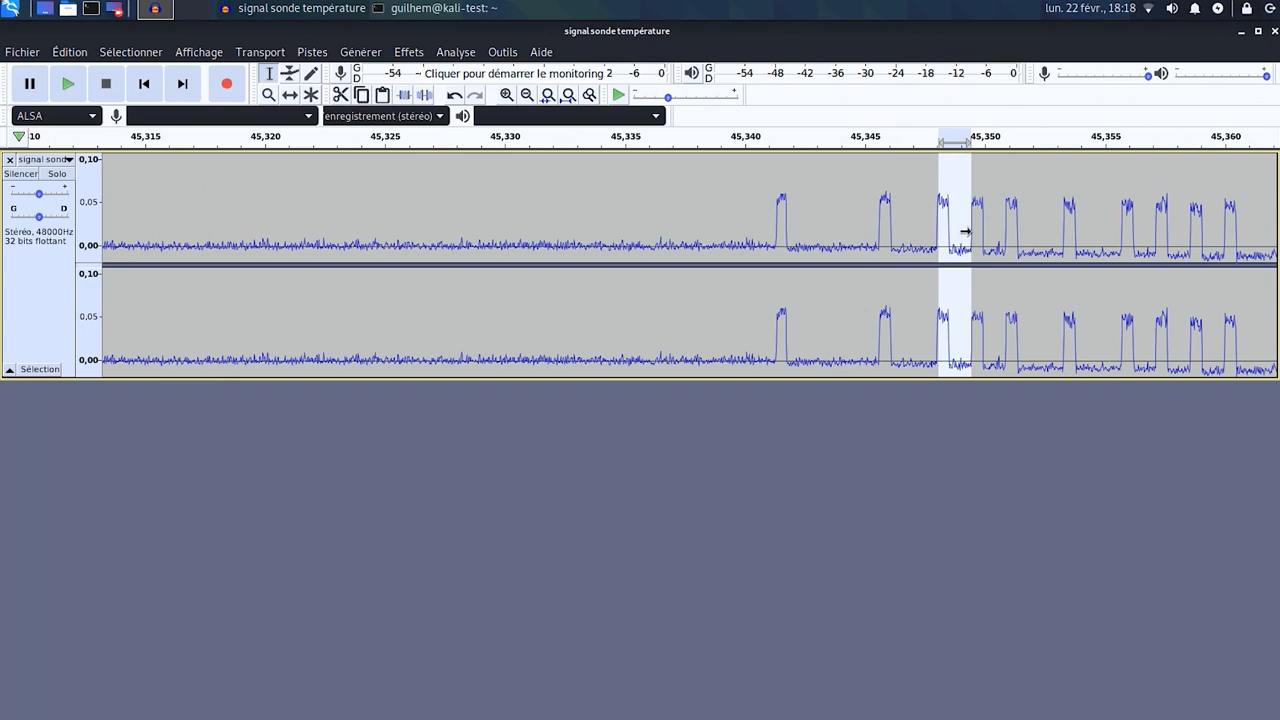 signal sonde température guilhem@kali-test: ~ lun. 22 févr., 18:18
signal sonde température
Fichier Édition Sélectionner Affichage Transport Pistes Générer Effets Analyse Outils Aide
G -54 – Cliquer pour démarrer le monitoring 2 -6 0 G -54 -48 -42 -36 -30 -24 -18 -12 -6 0
D D
ALSA enregistrement (stéréo)
10 45,315 45,320 45,325 45,330 45,335 45,340 45,345 45,350 45,355 45,360
signal sond 0,10
Silencer Solo
- +
0,05
G D
Stéréo, 48000Hz
32 bits flottant
0,00
0,10
0,05
0,00
Sélection